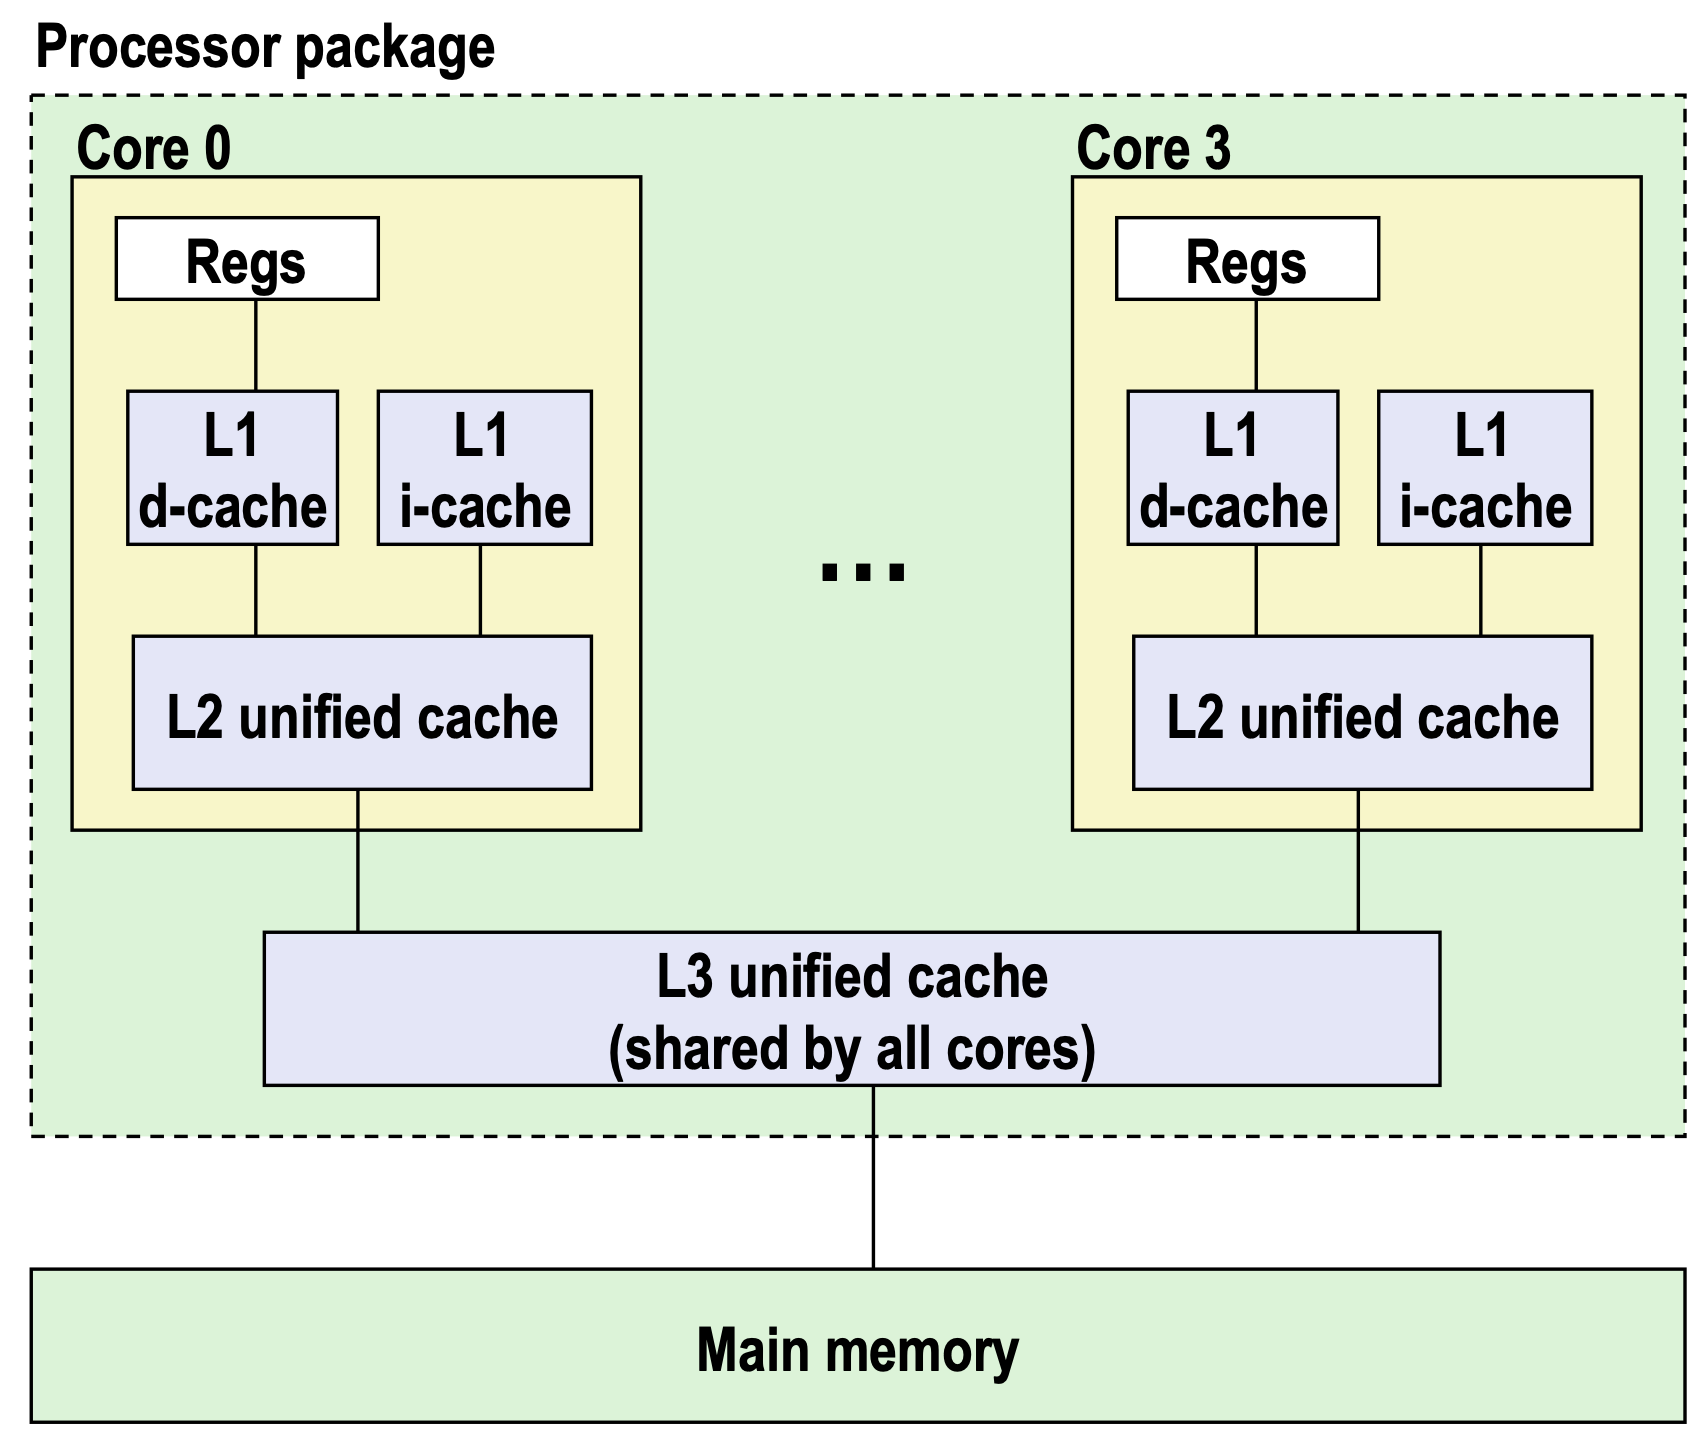 Processor package
Core 0
Regs
L1
d-cache
L1
i-cache
L2 unified cache
...
Core 3
Regs
L1
d-cache
L1
i-cache
L2 unified cache
L3 unified cache
(shared by all cores)
Main memory